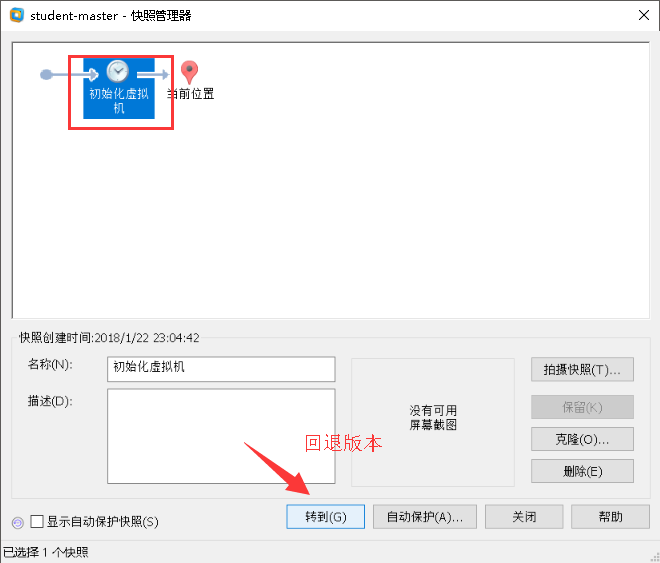 student-master - 快照管理器
初始化虚拟
机
当前位置
快照创建时间:2018/1/22 23:04:42
名称(N):
初始化虚拟机
拍摄快照(T)...
描述(D):
没有可用
屏幕截图
保留(K)
克隆(O)...
回退版本
删除(E)
显示自动保护快照(S)
转到(G)
自动保护(A)...
关闭
帮助
已选择 1 个快照